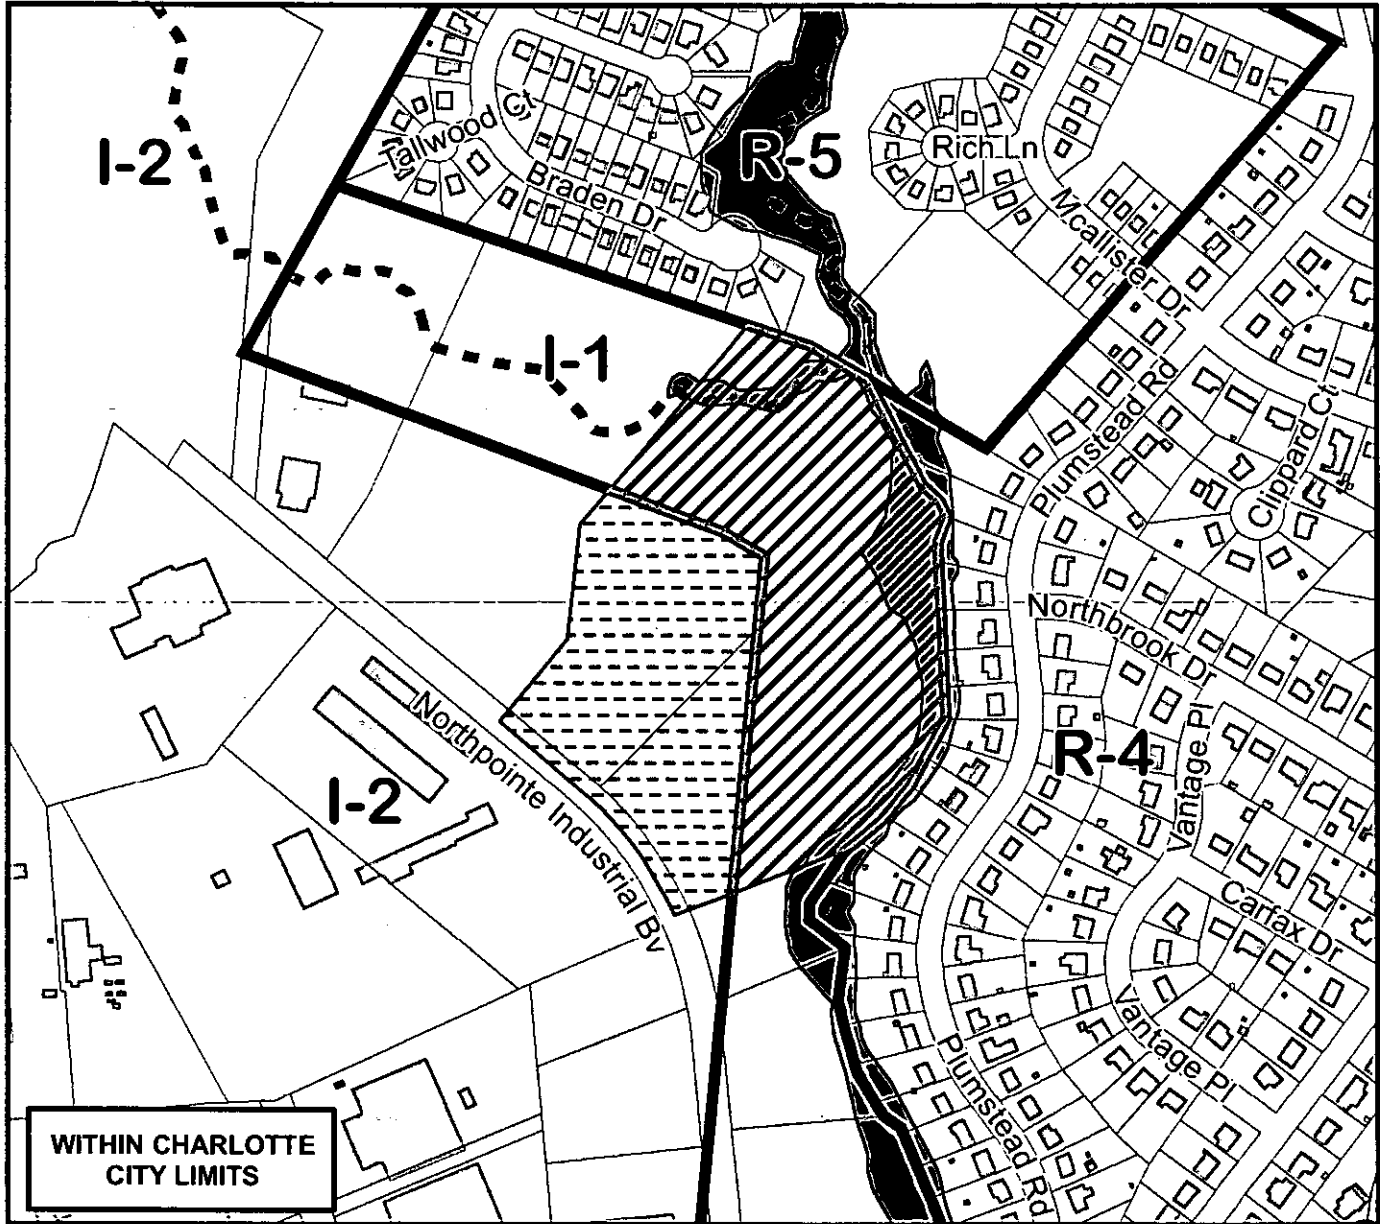 I-2
Tallwood Ct
Braden Dr
R-5
Rich Ln
Mcallister Dr
I-1
Plumstead Rd
Clippard Ct
Northbrook Dr
Northpointe Industrial Bv
I-2
R-4
Vantage Pl
Carfax Dr
Vantage Pl
Plumstead Rd
WITHIN CHARLOTTE
CITY LIMITS